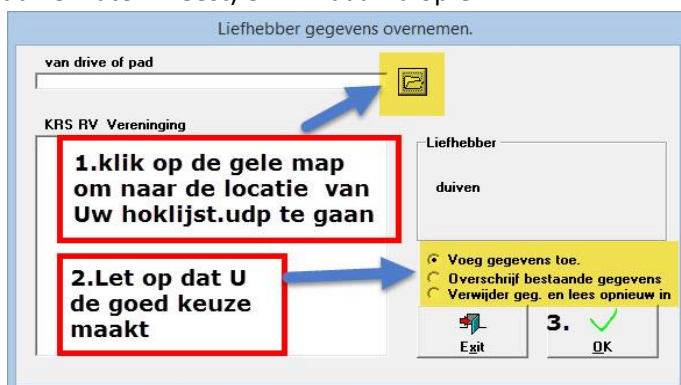 Liefhebber gegevens overnemen.
van drive of pad
KRS RV Vereninging
1.klik op de gele map
om naar de locatie van
Uw hoklijst.udp te gaan
2.Let op dat U
de goed keuze
maakt
Liefhebber
duiven
Voeg gegevens toe.
Overschrijf bestaande gegevens
Verwijder geg. en lees opnieuw in
Exit
3.
OK